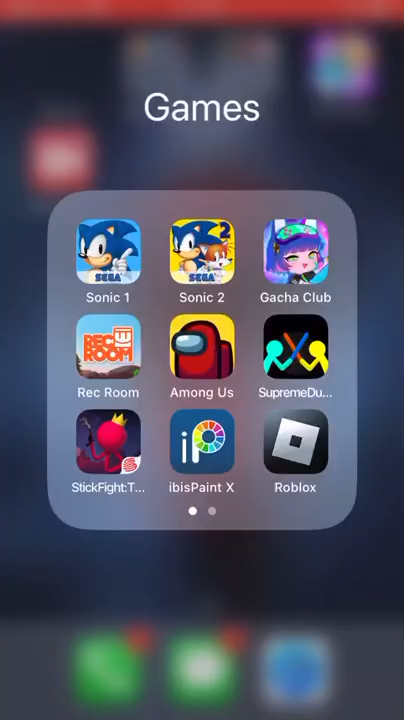 Games
SEGA
2
SEGA
Sonic 1
Sonic 2
Gacha Club
REC
ROOM
Rec Room
Among Us
SupremeDu...
iP
StickFight:T...
ibisPaint X
Roblox